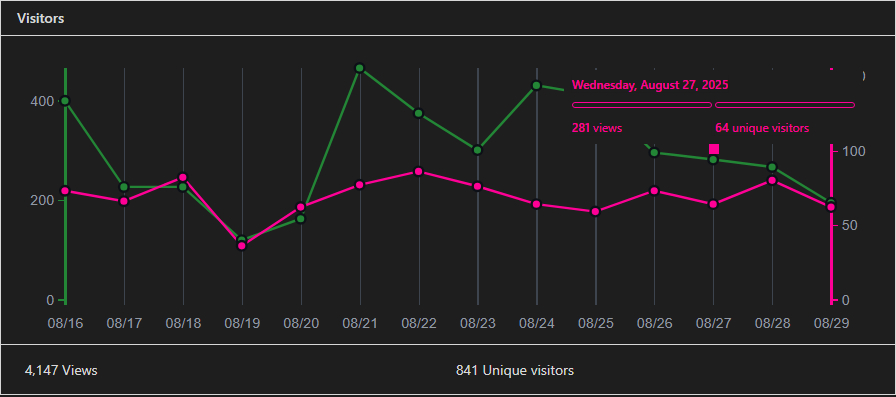 Visitors
Wednesday, August 27, 2025
281 views
64 unique visitors
400
200
0
100
50
0
08/16 08/17 08/18 08/19 08/20 08/21 08/22 08/23 08/24 08/25 08/26 08/27 08/28 08/29
4,147 Views
841 Unique visitors